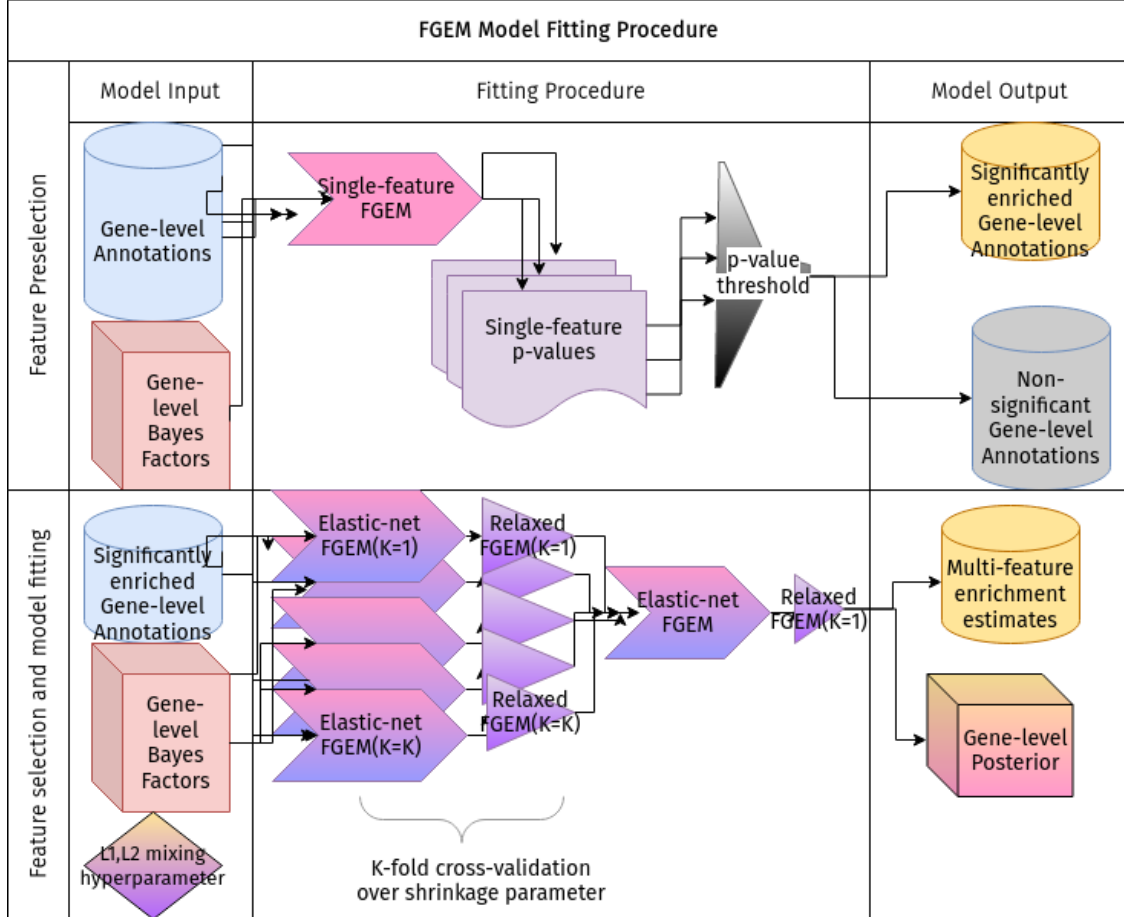 FGEM Model Fitting Procedure
Model Input
Fitting Procedure
Model Output
Feature Preselection
Gene-level
Annotations
Gene-
level
Bayes
Factors
Single-feature
FGEM
Single-feature
p-values
p-value
threshold
Significantly
enriched
Gene-level
Annotations
Non-
significant
Gene-level
Annotations
Feature selection and model fitting
Significantly
enriched
Gene-level
Annotations
Gene-
level
Bayes
Factors
L1,L2 mixing
hyperparameter
Elastic-net
FGEM(K=1)
Relaxed
FGEM(K=1)
Elastic-net
FGEM(K=K)
Relaxed
FGEM(K=K)
K-fold cross-validation
over shrinkage parameter
Elastic-net
FGEM
Relaxed
FGEM(K=1)
Multi-feature
enrichment
estimates
Gene-level
Posterior